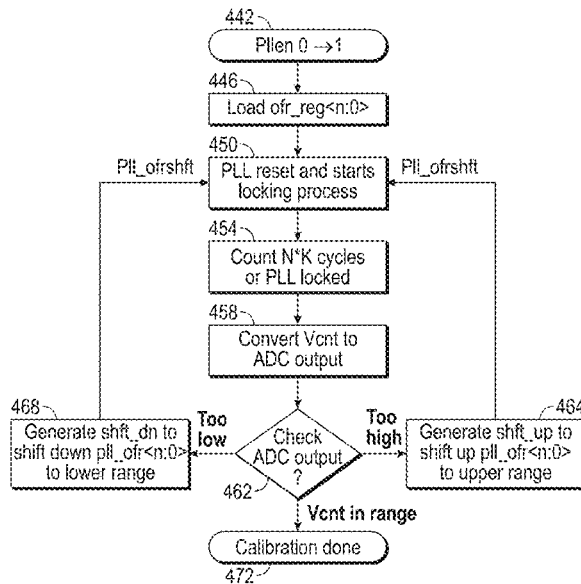 442
Pllen 0 →1
446
Load ofr_reg<n:0>
450
Pll_ofrshft
Pll_ofrshft
PLL reset and starts
locking process
454
Count N*K cycles
or PLL locked
458
Convert Vcnt to
ADC output
468
Too
low
Too
high
464
Generate shft_dn to
shift down pll_ofr<n:0>
to lower range
Check
ADC output
?
Generate shft_up to
shift up pll_ofr<n:0>
to upper range
462
Vcnt in range
Calibration done
472